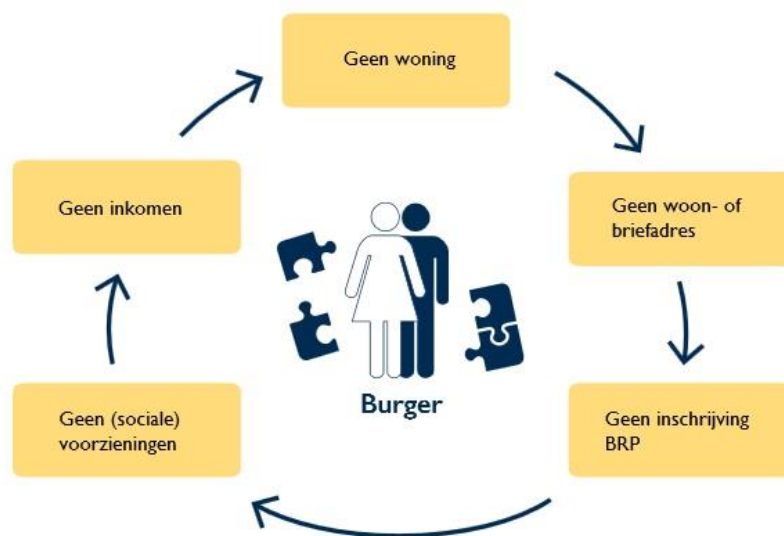 Geen woning
Geen woon- of
briefadres
Geen inschrijving
BRP
Geen (sociale)
voorzieningen
Geen inkomen
Burger